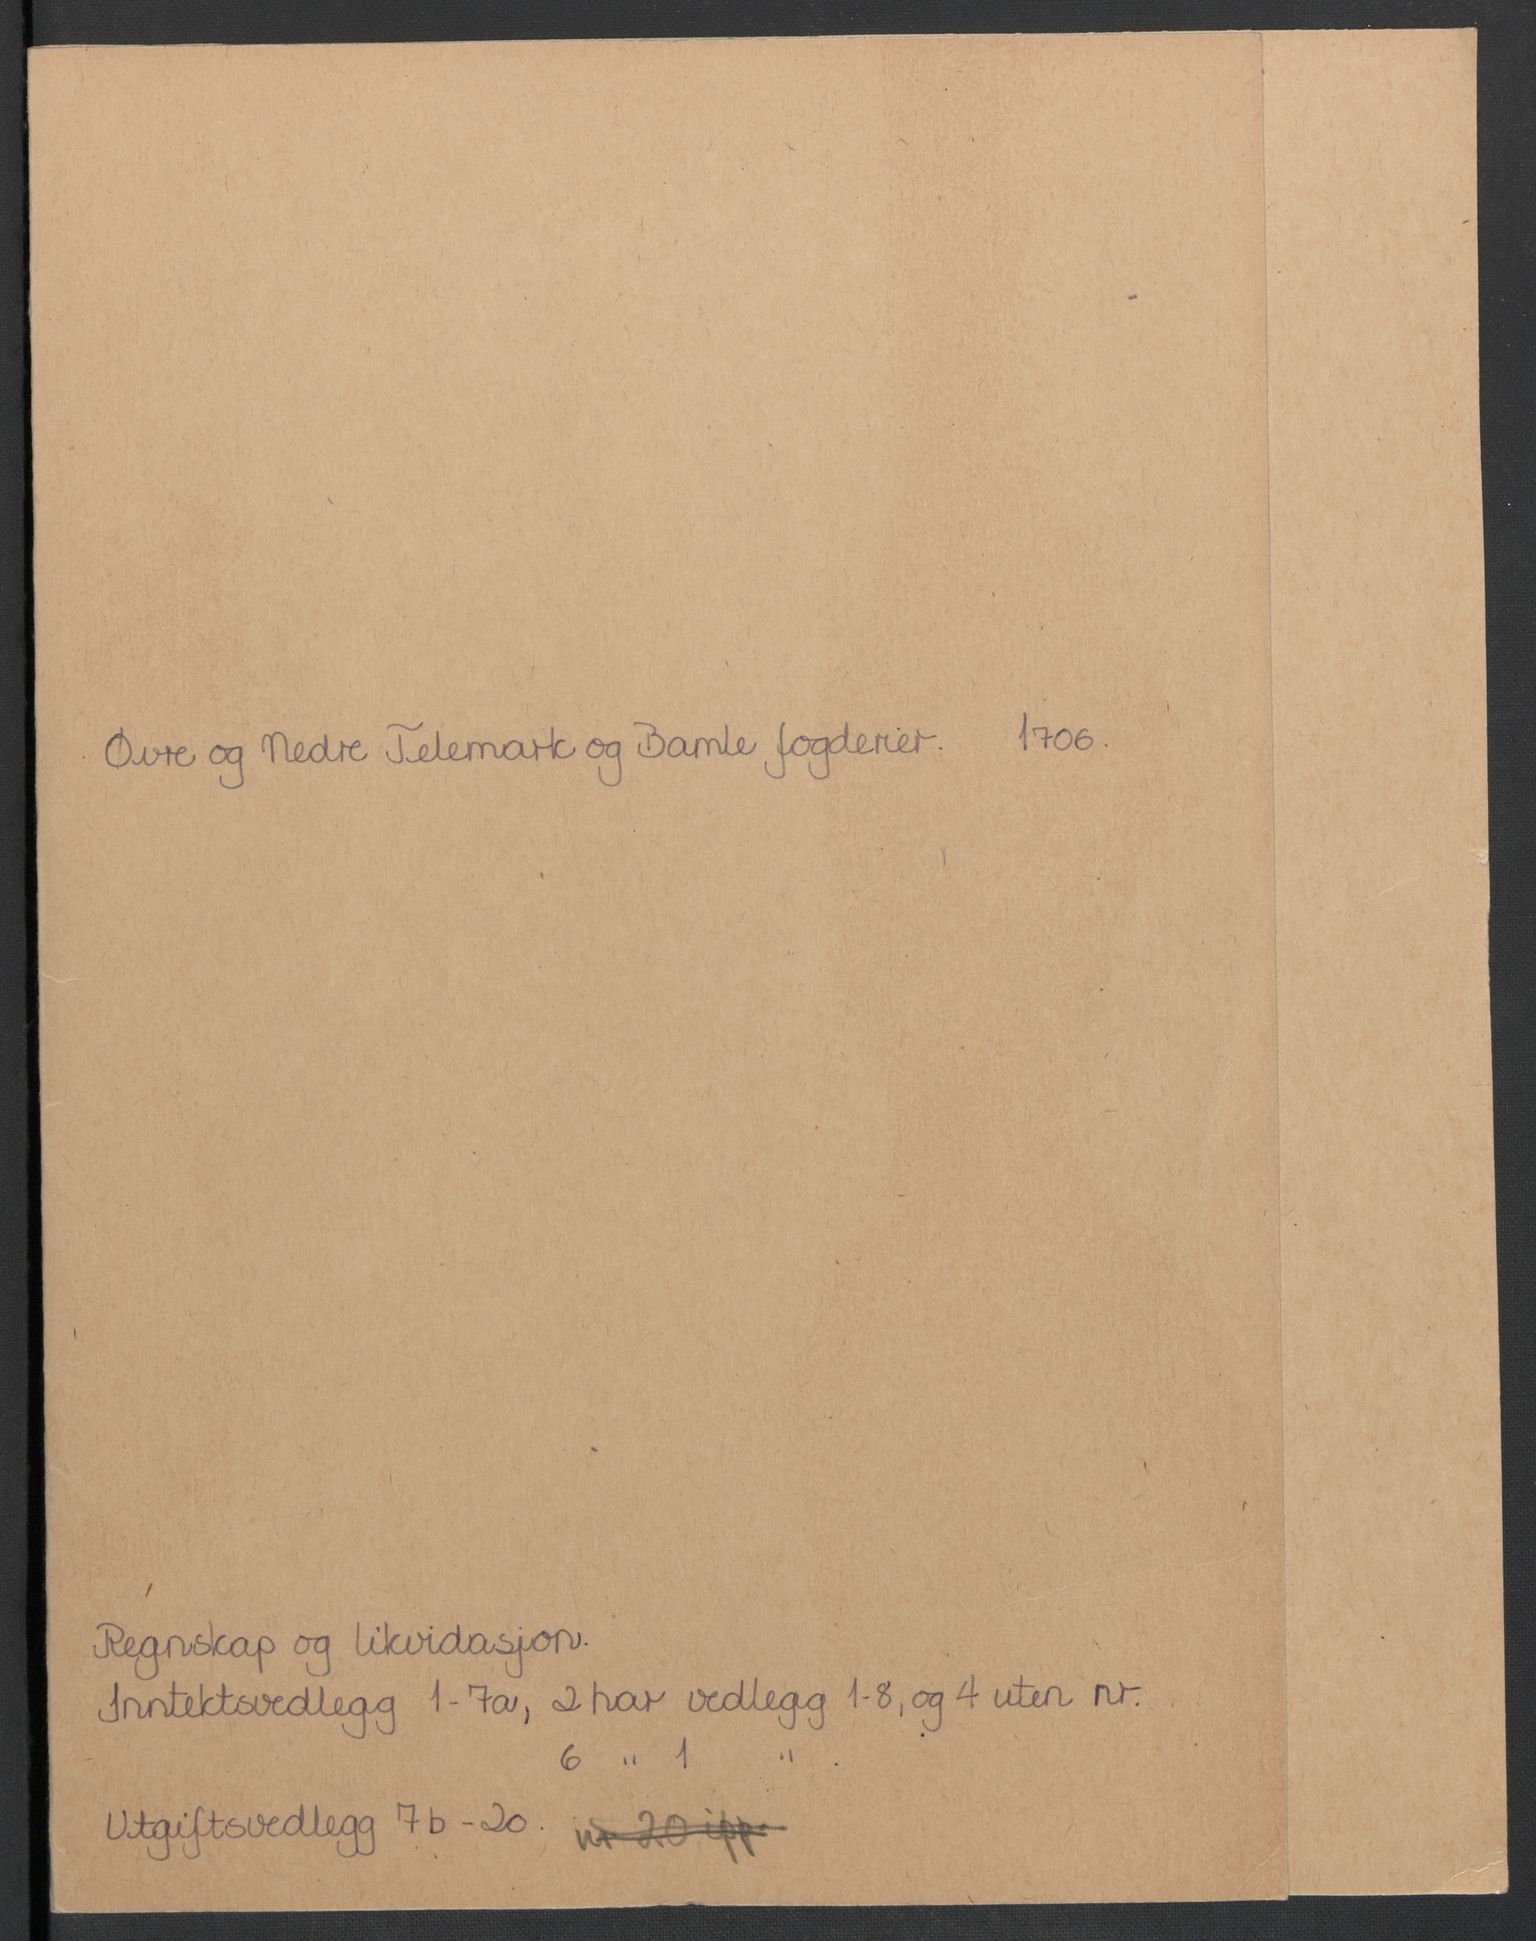 Øvre og Nedre Telemark og Bamle fogderier. 1706.
Regnskap og likvidasjon.
Inntektsvedlegg 1-7a, 2 har vedlegg 1-8, og 4 uten nr.
6 " 1 " .
Utgiftsvedlegg 7b-20. nr 20 ipp.